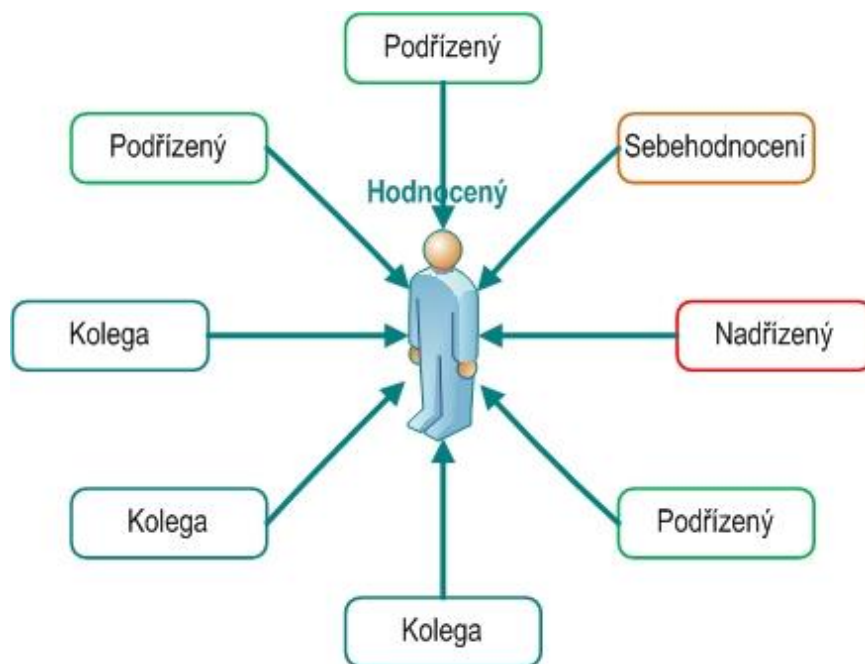 Podřízený
Podřízený
Sebehodnocení
Hodnocený
Kolega
Nadřízený
Kolega
Podřízený
Kolega